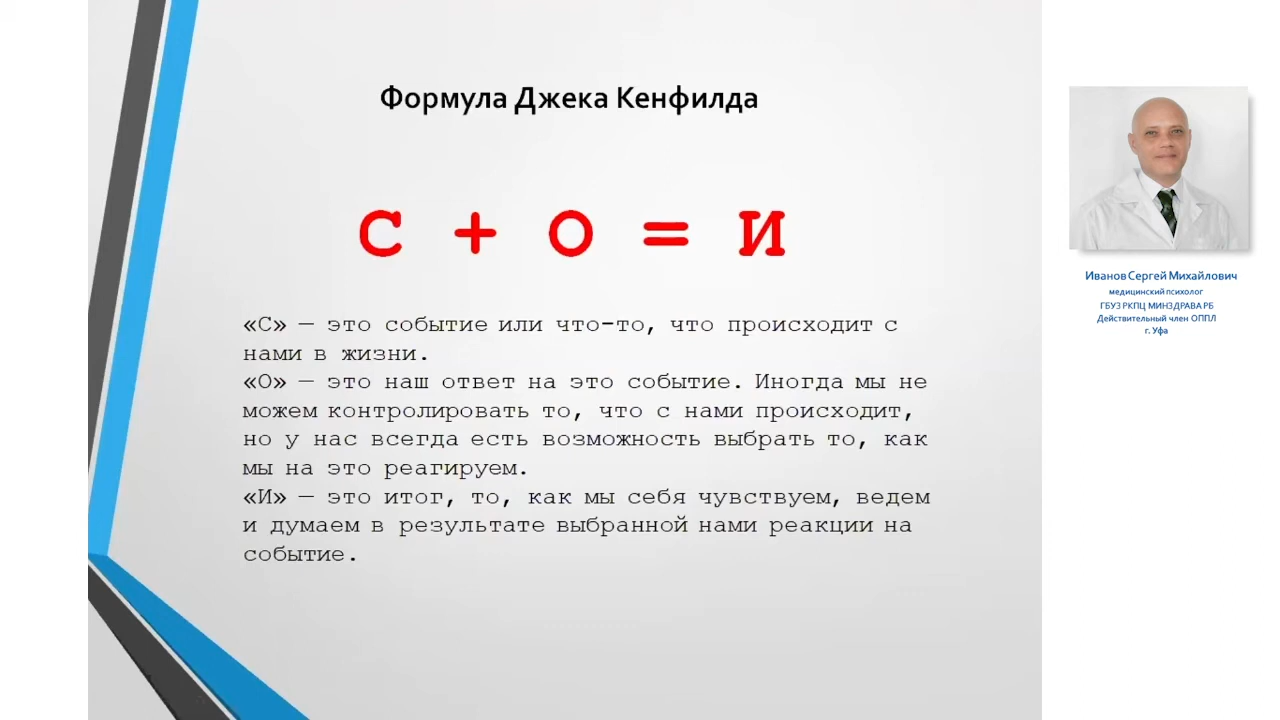 Формула Джека Кенфилда
С + О = И
«С» — это событие или что-то, что происходит с
нами в жизни.
«О» — это наш ответ на это событие. Иногда мы не
можем контролировать то, что с нами происходит,
но у нас всегда есть возможность выбрать то, как
мы на это реагируем.
«И» — это итог, то, как мы себя чувствуем, ведем
и думаем в результате выбранной нами реакции на
событие.
Иванов Сергей Михайлович
медицинский психолог
ГБУЗ РКПЦ МИНЗДРАВА РБ
Действительный член ОППЛ
г. Уфа